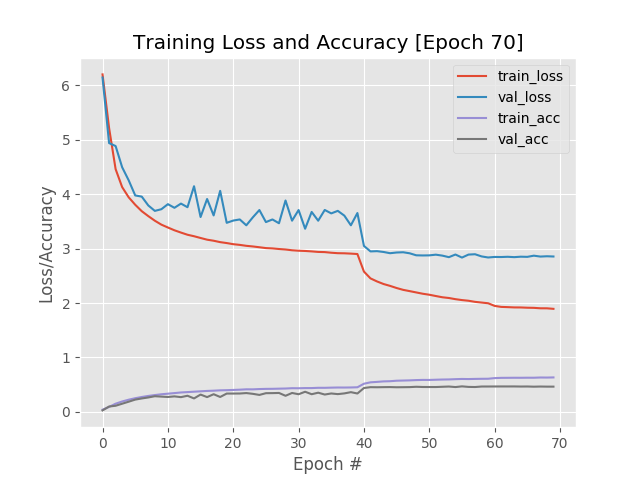 Training Loss and Accuracy [Epoch 70]
train_loss
val_loss
train_acc
val_acc
Loss/Accuracy
6
5
4
3
2
1
0
0 10 20 30 40 50 60 70
Epoch #